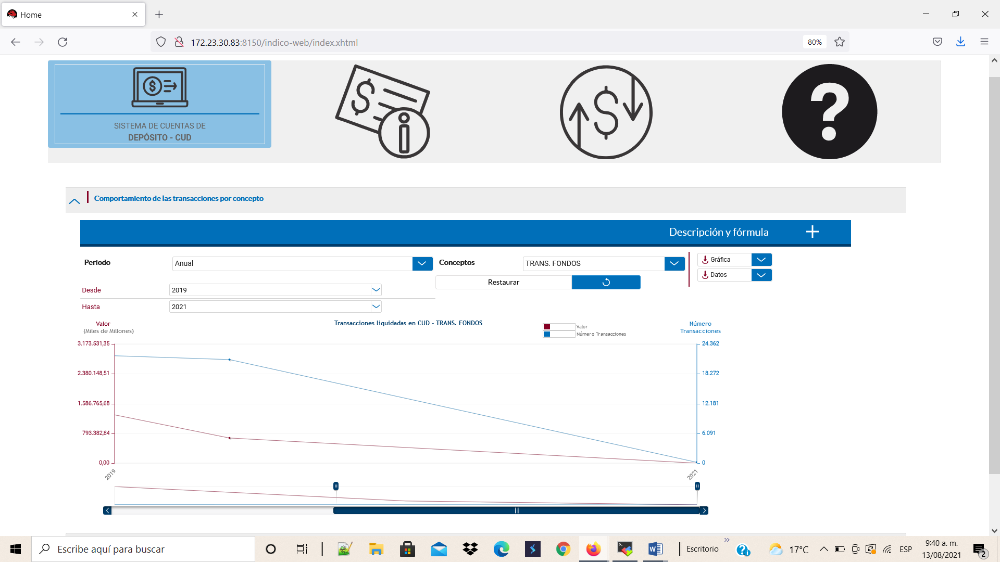 Home
172.23.30.83:8150/indico-web/index.xhtml
80%
SISTEMA DE CUENTAS DE
DEPÓSITO - CUD
Comportamiento de las transacciones por concepto
Descripción y fórmula
Periodo
Anual
Conceptos
TRANS. FONDOS
Gráfica
Datos
Restaurar
Desde
2019
Hasta
2021
Valor
(Miles de Millones)
Transacciones liquidadas en CUD - TRANS. FONDOS
Valor
Número Transacciones
Número
Transacciones
3.173.531,35
2.380.148,51
1.586.765,68
793.382,84
0,00
24.362
18.272
12.181
6.091
0
2019
2021
Escribe aquí para buscar
Escritorio
17°C
ESP
9:40 a. m.
13/08/2021
2